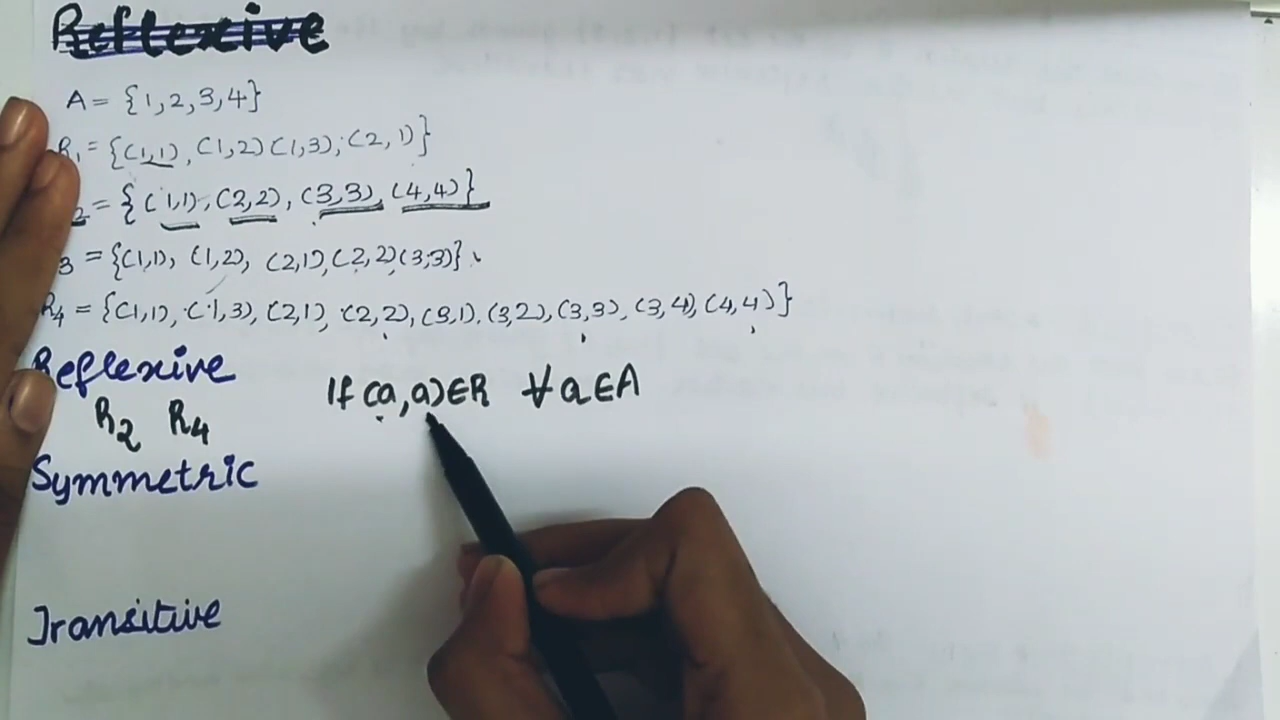 Reflexive
A = {1,2,3,4}
R1 = {(1,1), (1,2) (1,3), (2,1)}
2 = {(1,1), (2,2), (3,3), (4,4)}
3 = {(1,1), (1,2), (2,1), (2,2) (3,3)}
R4 = {(1,1), (1,3), (2,1), (2,2), (3,1), (3,2), (3,3), (3,4), (4,4)}
Reflexive If (a,a)∈R ∀ a∈A
R2 R4
Symmetric
Transitive